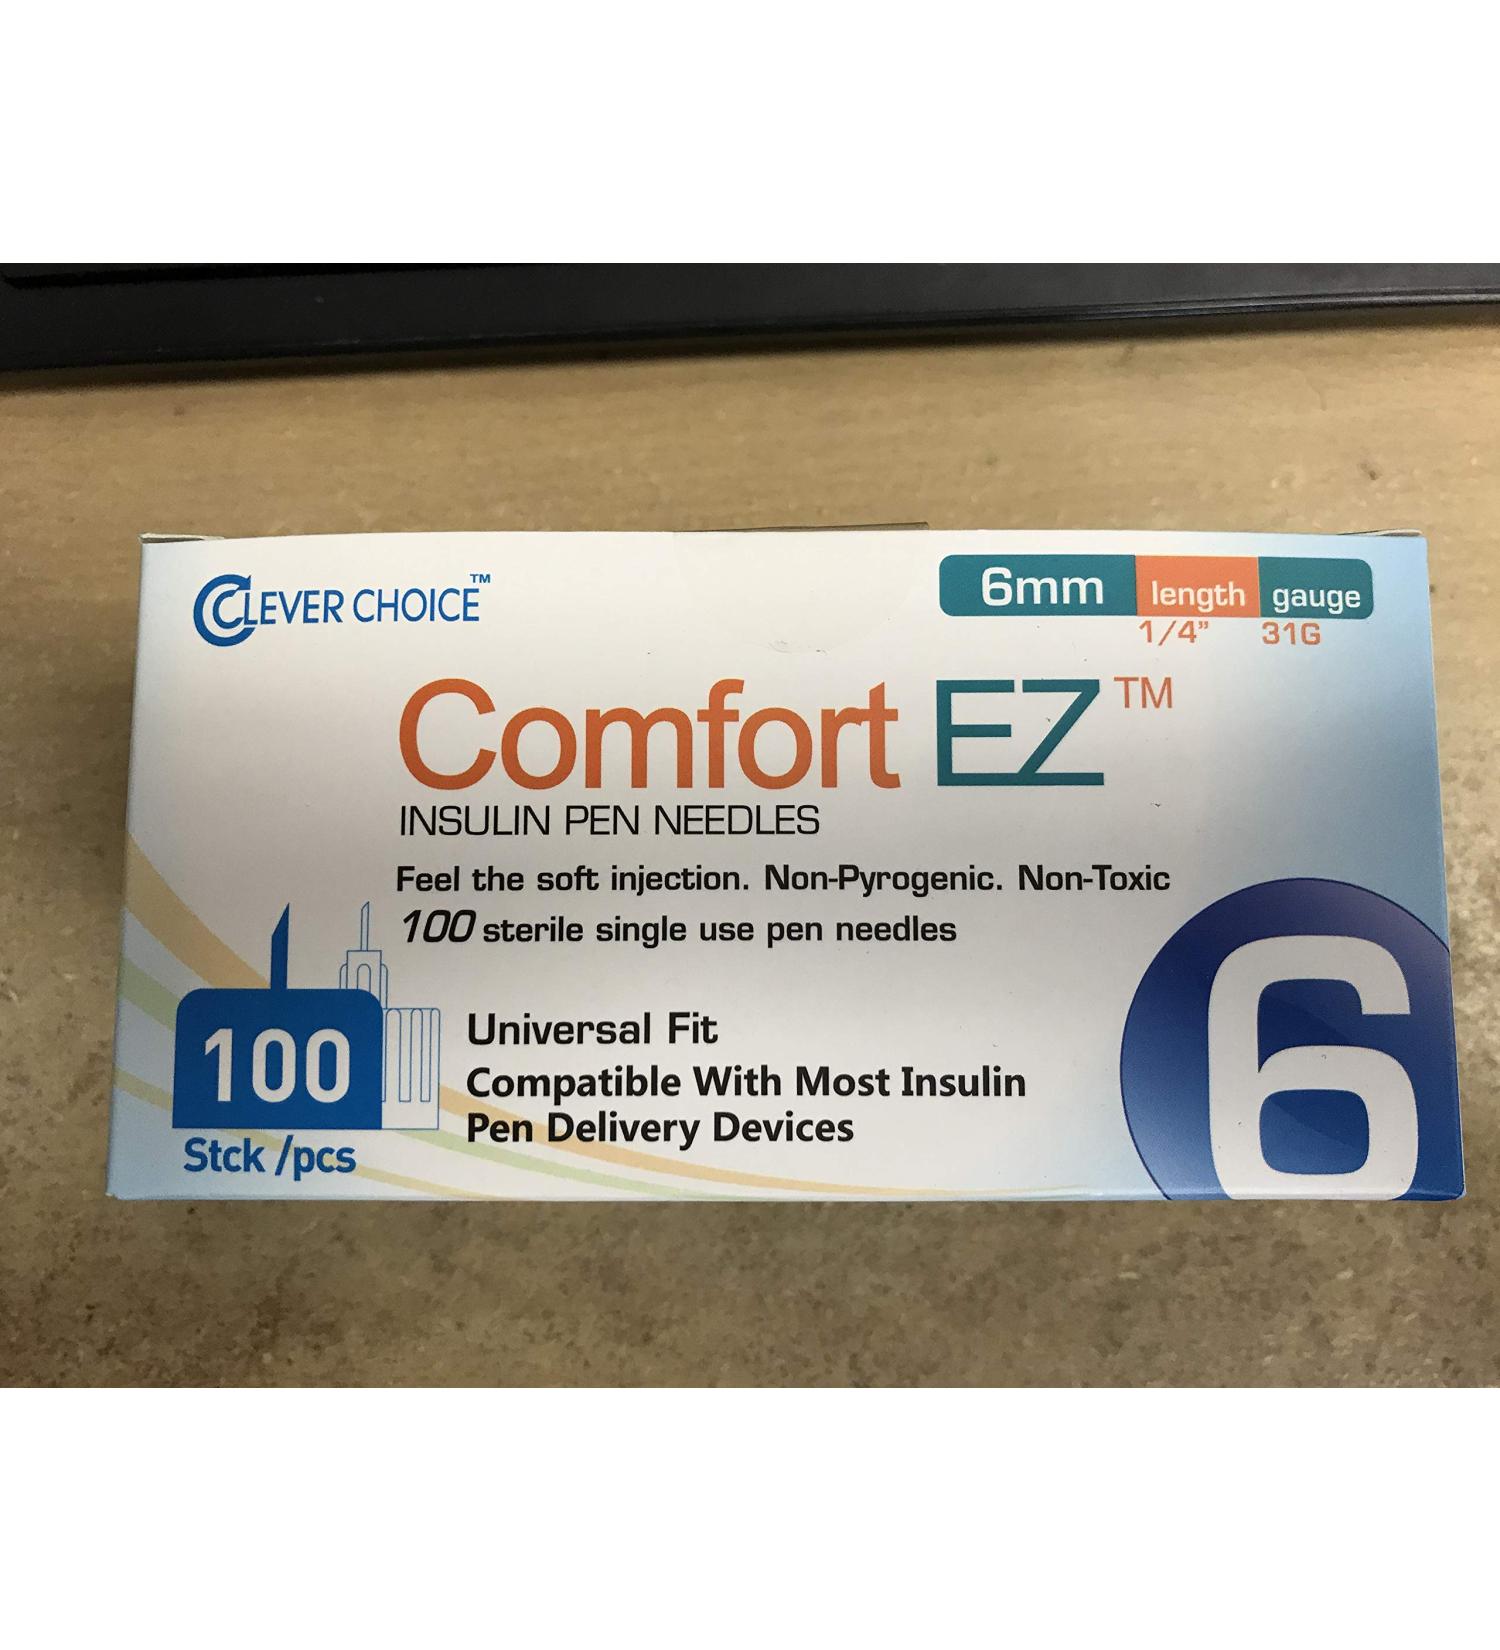 CLEVER CHOICE™
6mm length gauge
1/4” 31G
Comfort EZ™
INSULIN PEN NEEDLES
Feel the soft injection. Non-Pyrogenic. Non-Toxic
100 sterile single use pen needles
100
Stck /pcs
Universal Fit
Compatible With Most Insulin
Pen Delivery Devices
6